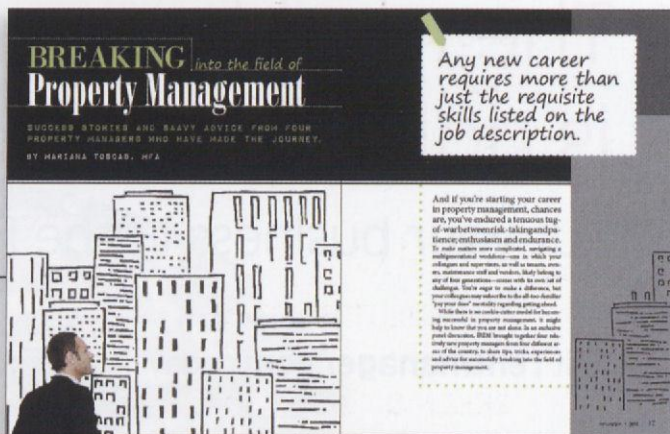 BREAKING into the field of
Property Management
SUCCESS STORIES AND SAAVY ADVICE FROM FOUR
PROPERTY MANAGERS WHO HAVE MADE THE JOURNEY.
BY MARIANA TOSCAS, MFA
Any new career
requires more than
just the requisite
skills listed on the
job description.
And if you're starting your career
in property management, chances
are, you've endured a tenuous tug-
of-war between risk-taking and pa-
tience; enthusiasm and endurance.
To make matters more complicated, navigating a
multigenerational workforce—one in which your
colleagues and supervisors, as well as tenants, own-
ers, maintenance staff and vendors, likely belong to
any of four generations—comes with its own set of
challenges. You're eager to make a difference, but
your colleagues may subscribe to the all-too-familiar
"pay your dues" mentality regarding getting ahead.
While there is no cookie-cutter model for becom-
ing successful in property management, it might
help to know that you are not alone. In an exclusive
panel discussion, brought together four rela-
tively new property managers from four different ar-
eas of the country, to share tips, tricks, experiences
and advice for successfully breaking into the field of
property management.